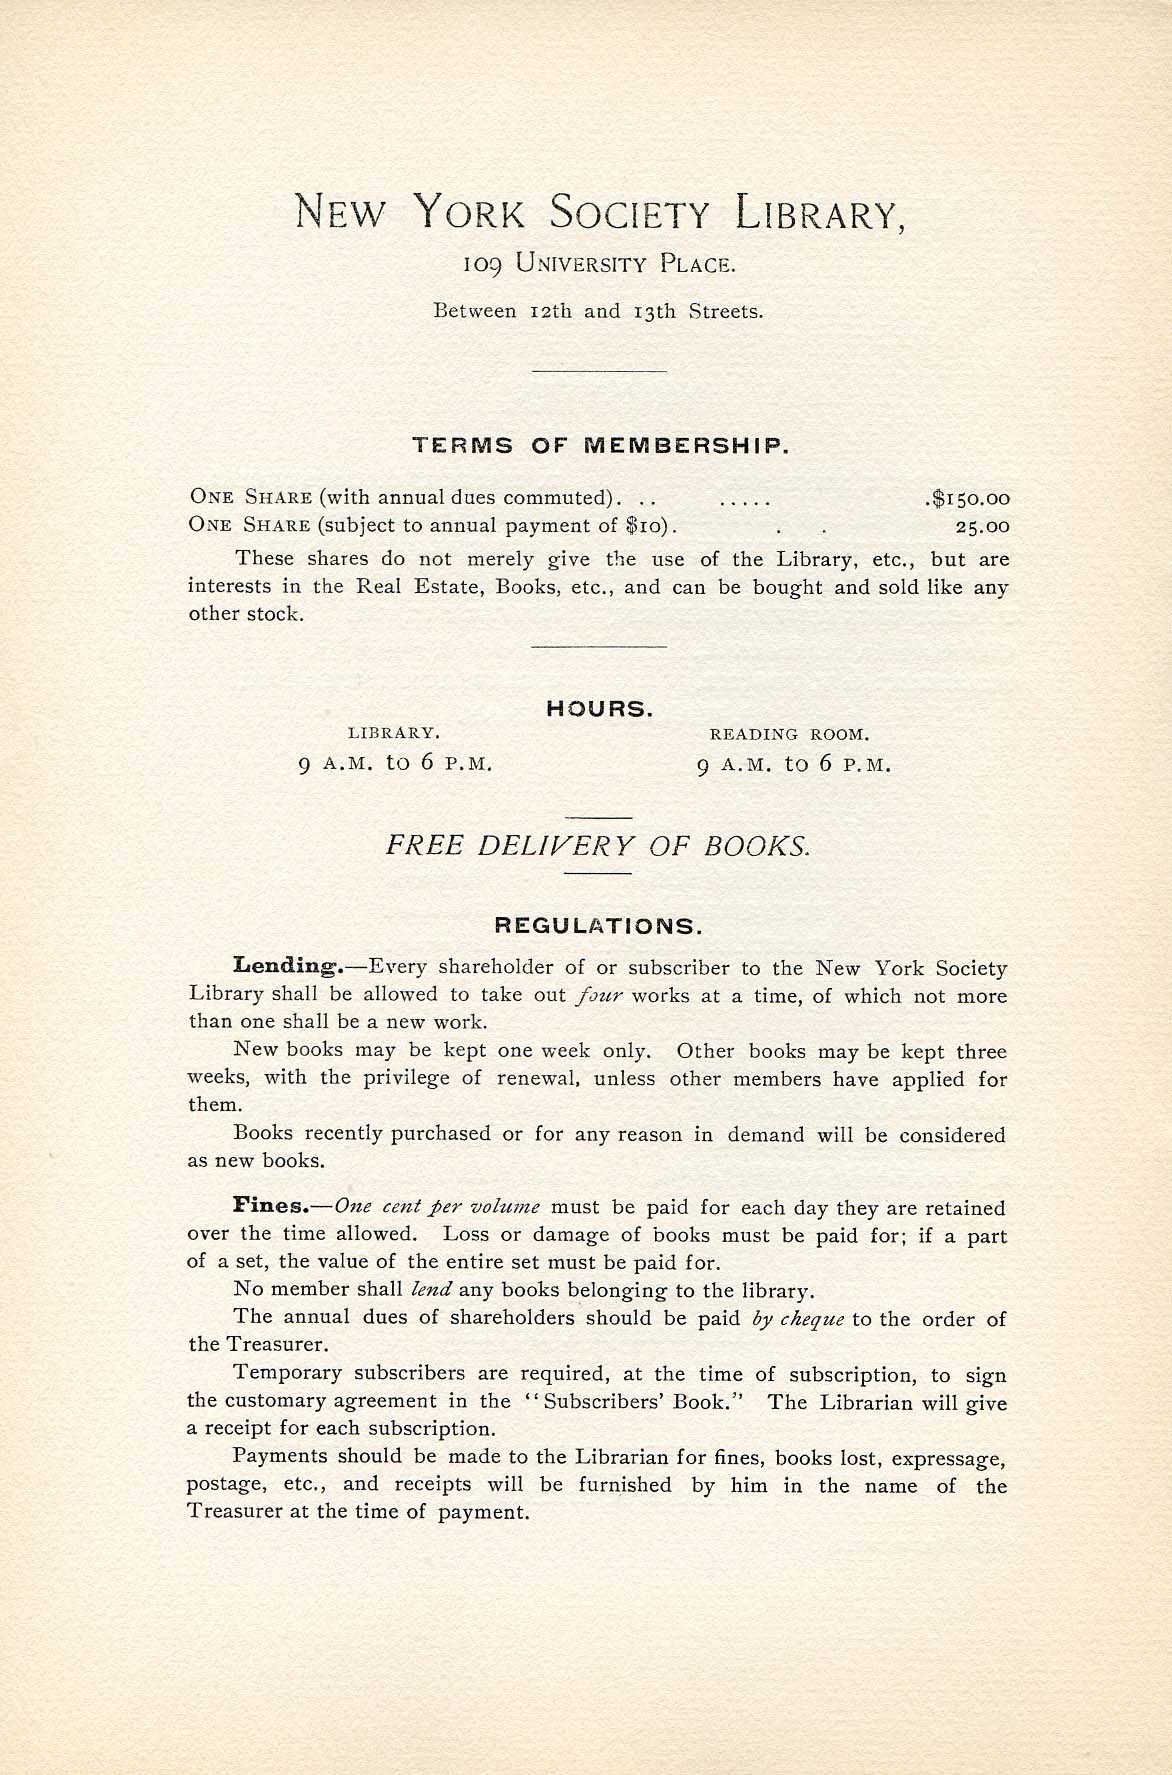 NEW YORK SOCIETY LIBRARY,
109 UNIVERSITY PLACE.
Between 12th and 13th Streets.
TERMS OF MEMBERSHIP.
ONE SHARE (with annual dues commuted). . . . . . . . .$150.00
ONE SHARE (subject to annual payment of $10). . . 25.00
These shares do not merely give the use of the Library, etc., but are
interests in the Real Estate, Books, etc., and can be bought and sold like any
other stock.
HOURS.
LIBRARY. READING ROOM.
9 A.M. to 6 P.M. 9 A.M. to 6 P.M.
FREE DELIVERY OF BOOKS.
REGULATIONS.
Lending.—Every shareholder of or subscriber to the New York Society
Library shall be allowed to take out four works at a time, of which not more
than one shall be a new work.
New books may be kept one week only. Other books may be kept three
weeks, with the privilege of renewal, unless other members have applied for
them.
Books recently purchased or for any reason in demand will be considered
as new books.
Fines.—One cent per volume must be paid for each day they are retained
over the time allowed. Loss or damage of books must be paid for; if a part
of a set, the value of the entire set must be paid for.
No member shall lend any books belonging to the library.
The annual dues of shareholders should be paid by cheque to the order of
the Treasurer.
Temporary subscribers are required, at the time of subscription, to sign
the customary agreement in the "Subscribers' Book." The Librarian will give
a receipt for each subscription.
Payments should be made to the Librarian for fines, books lost, expressage,
postage, etc., and receipts will be furnished by him in the name of the
Treasurer at the time of payment.